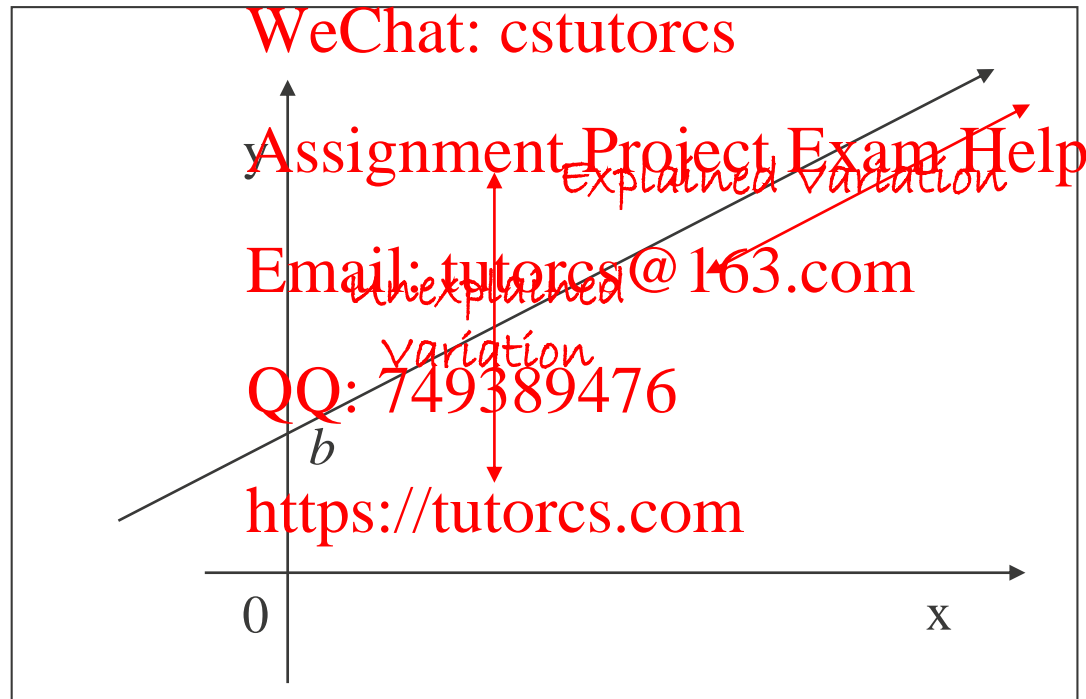 WeChat: cstutorcs
y
Assignment Project Exam Help
Explained variation
Email: tutorcs@163.com
Unexplained
variation
QQ: 749389476
b
https://tutorcs.com
0
x